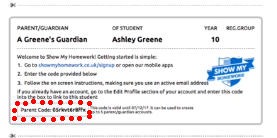 PARENT/GUARDIAN OF STUDENT YEAR REG.GROUP
A Greene's Guardian Ashley Greene 10
Welcome to Show My Homework! Getting started is simple:
1. Go to showmyhomework.co.uk/signup or open our mobile apps
2. Enter the code provided below
3. Follow the on screen instructions, making sure you use an active email address
SHOW MY HOMEWORK
If you already have an account, go to the Edit Profile section of your account and enter this code
into the box to link to this student
Parent Code:
This code is valid until 01/12/17. It can be used to create
up to 5 parent/guardian accounts.